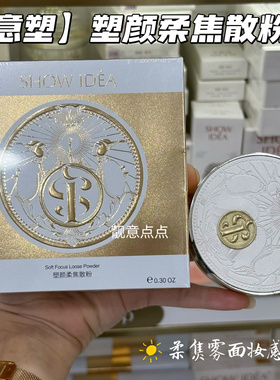 意塑】塑颜柔焦散粉
SHOW IDEA
SHOW IDEA
靓意点点
Soft Focus Loose Powder
塑颜柔焦散粉
℮ 0.30 OZ
柔焦雾面妆感